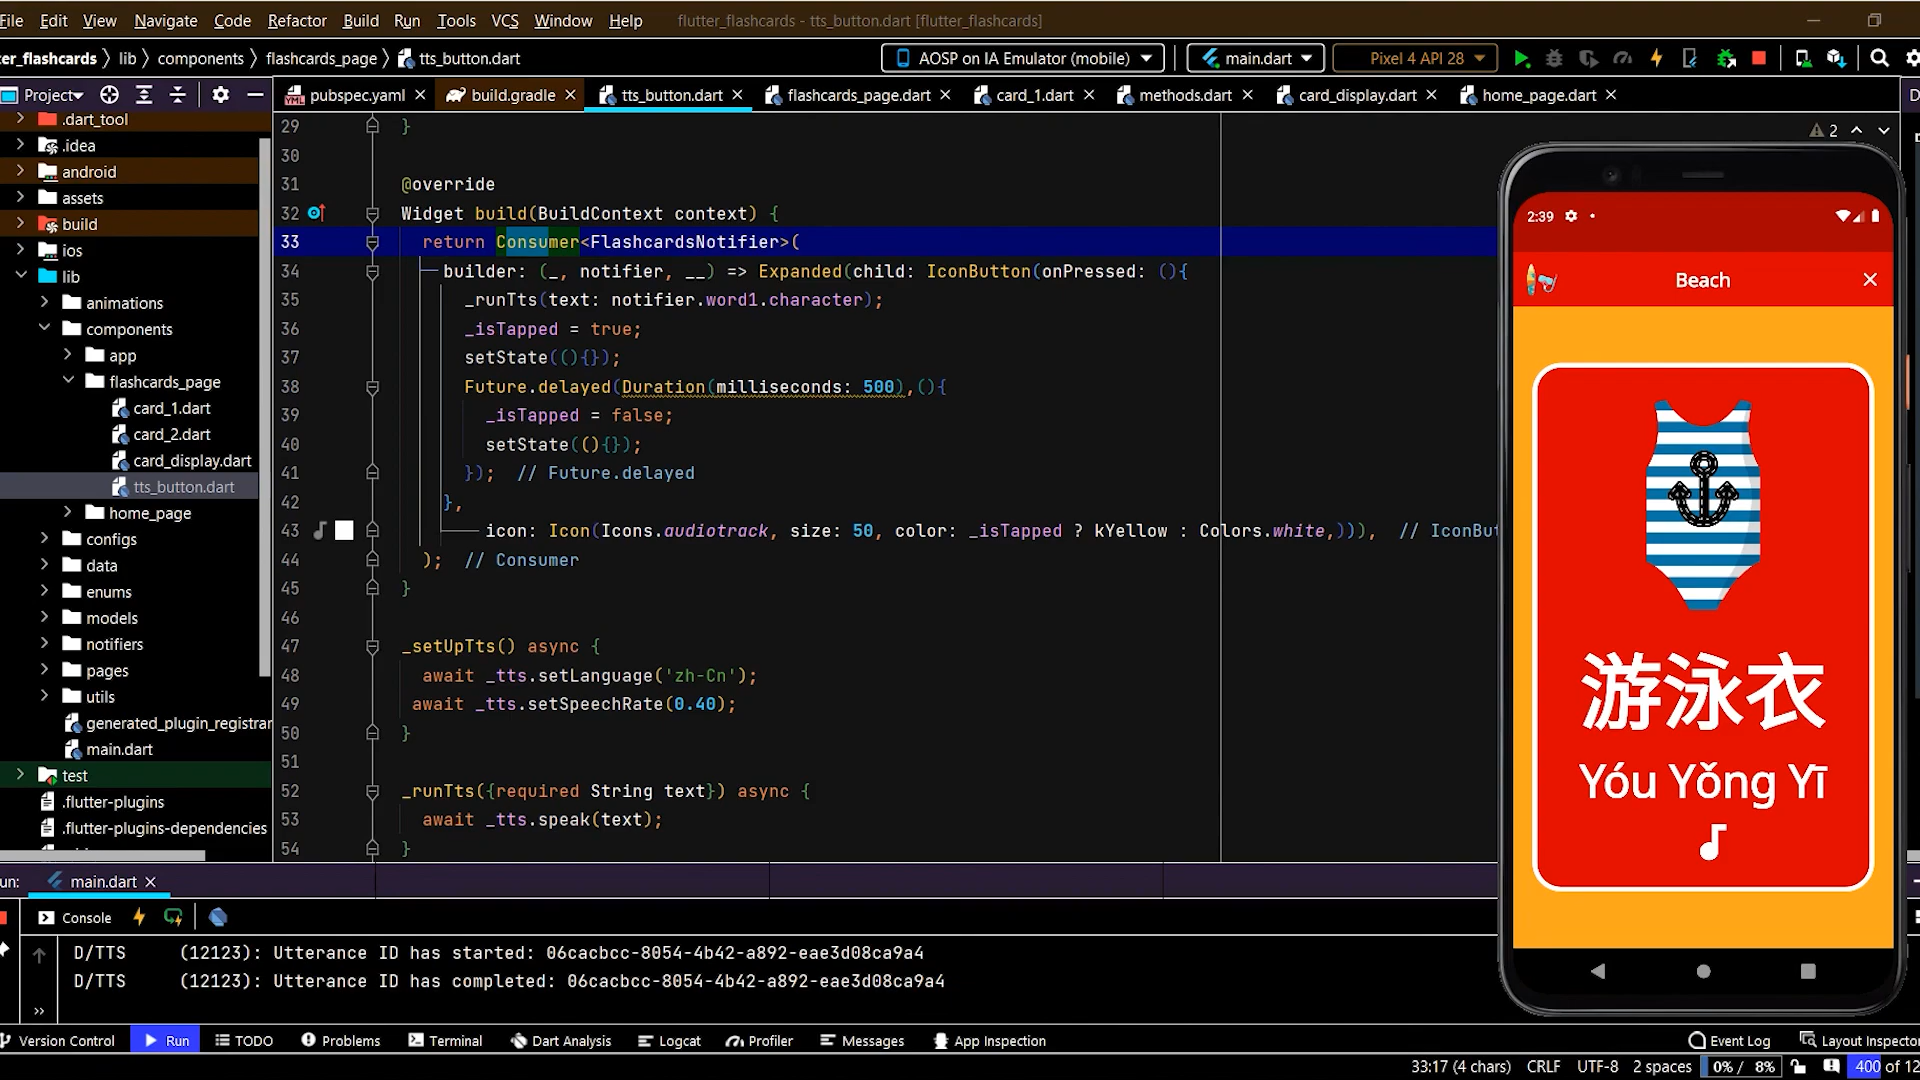 File Edit View Navigate Code Refactor Build Run Tools VCS Window Help flutter_flashcards - tts_button.dart [flutter_flashcards]
ter_flashcards lib components flashcards_page tts_button.dart AOSP on IA Emulator (mobile) main.dart Pixel 4 API 28
Project pubspec.yaml build.gradle tts_button.dart flashcards_page.dart card_1.dart methods.dart card_display.dart home_page.dart
.dart_tool
.idea
android
assets
build
ios
lib
animations
components
app
flashcards_page
card_1.dart
card_2.dart
card_display.dart
tts_button.dart
home_page
configs
data
enums
models
notifiers
pages
utils
generated_plugin_registrar
main.dart
test
.flutter-plugins
.flutter-plugins-dependencies
2
29 }
30
31 @override
32 Widget build(BuildContext context) {
33 return Consumer<FlashcardsNotifier>(
34 builder: (_, notifier, __) => Expanded(child: IconButton(onPressed: (){
35 _runTts(text: notifier.word1.character);
36 _isTapped = true;
37 setState((){});
38 Future.delayed(Duration(milliseconds: 500),(){
39 _isTapped = false;
40 setState((){});
41 }); // Future.delayed
42 },
43 icon: Icon(Icons.audiotrack, size: 50, color: _isTapped ? kYellow : Colors.white,))), // IconBut
44 ); // Consumer
45 }
46
47 _setUpTts() async {
48 await _tts.setLanguage('zh-Cn');
49 await _tts.setSpeechRate(0.40);
50 }
51
52 _runTts({required String text}) async {
53 await _tts.speak(text);
54 }
2:39
Beach
游泳衣
Yóu Yǒng Yī
un: main.dart
Console
D/TTS (12123): Utterance ID has started: 06cacbcc-8054-4b42-a892-eae3d08ca9a4
D/TTS (12123): Utterance ID has completed: 06cacbcc-8054-4b42-a892-eae3d08ca9a4
Version Control Run TODO Problems Terminal Dart Analysis Logcat Profiler Messages App Inspection Event Log Layout Inspector
33:17 (4 chars) CRLF UTF-8 2 spaces 0% / 8% 400 of 12